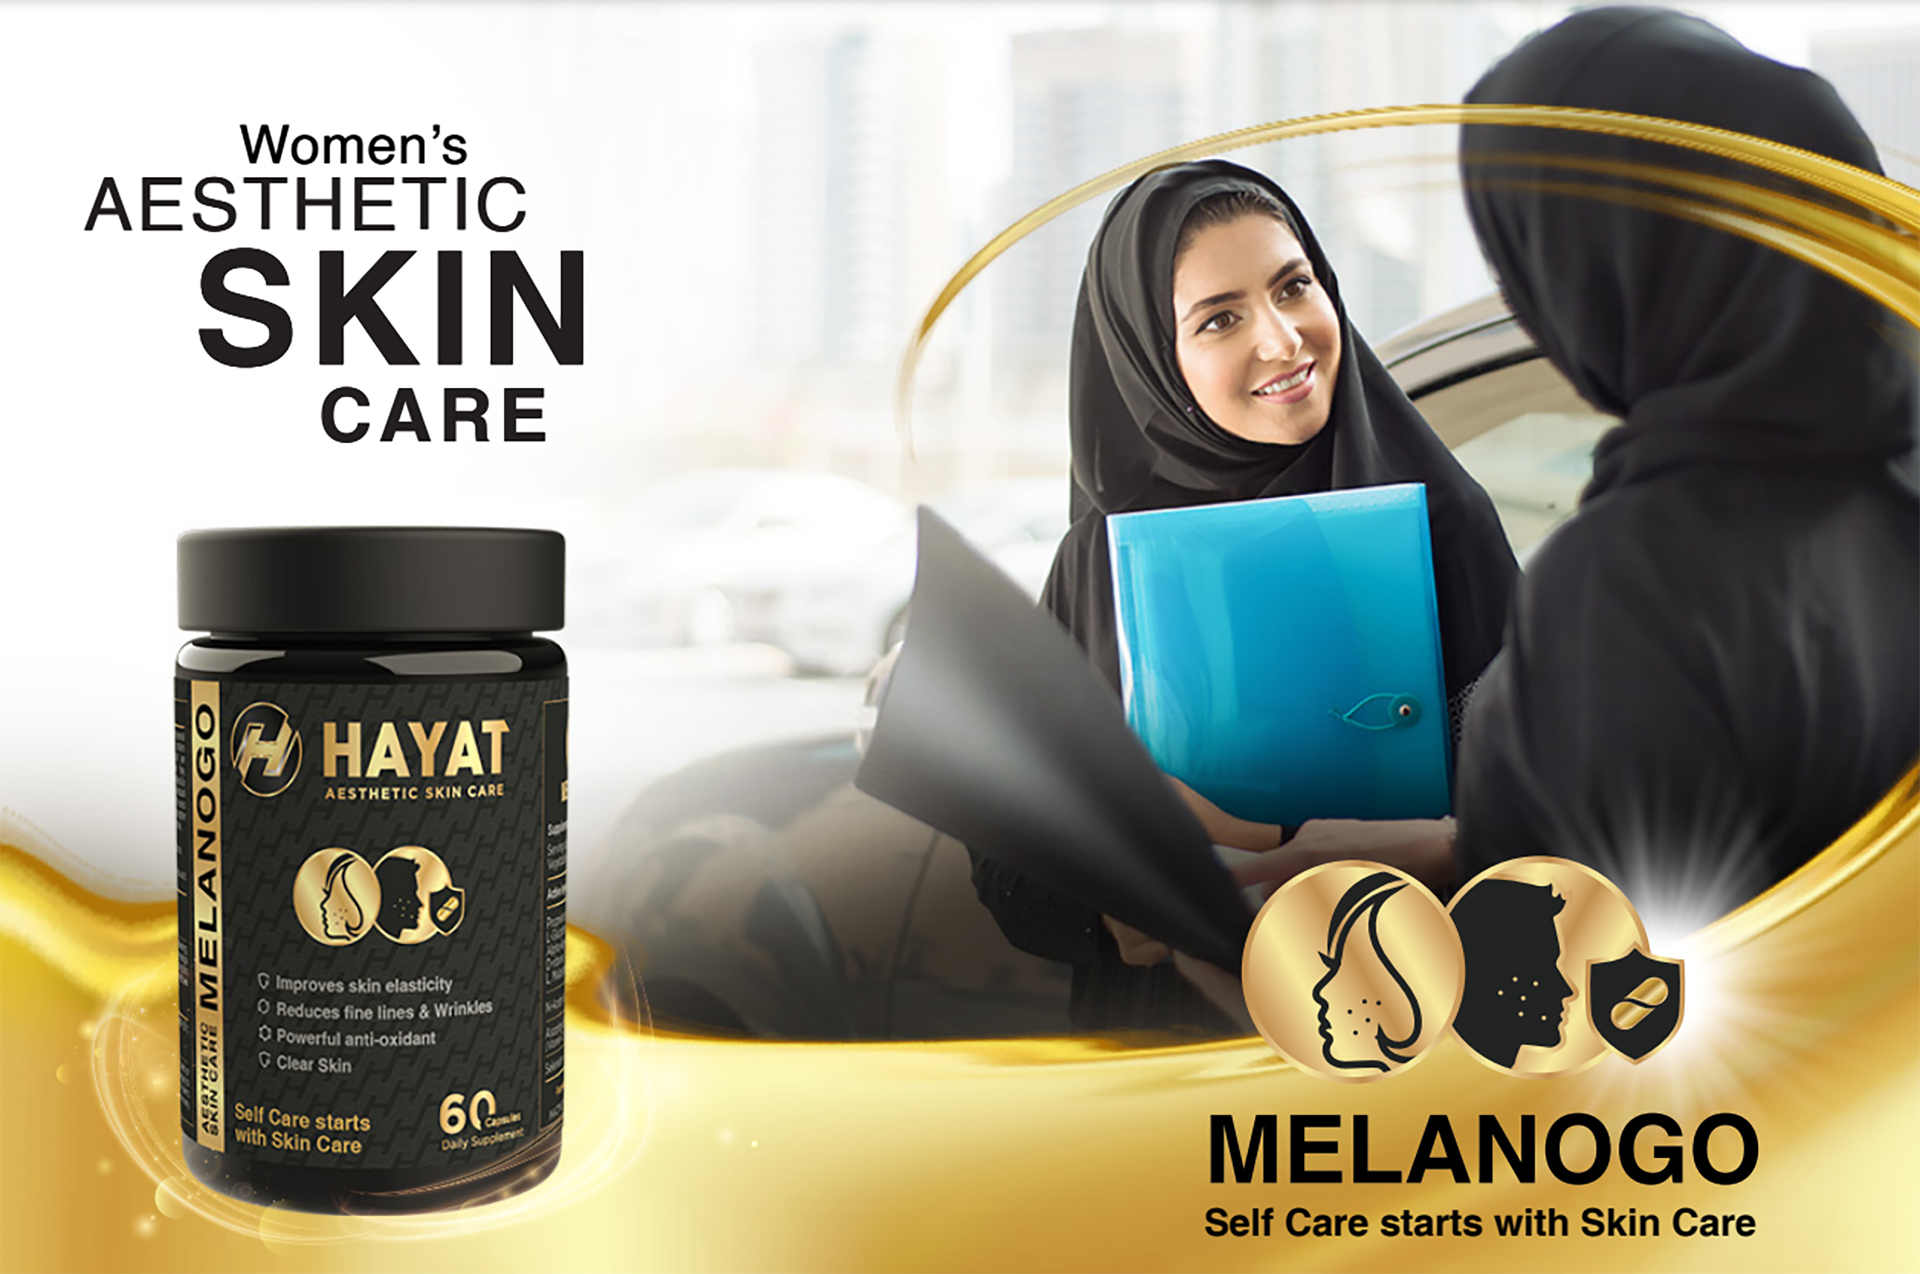 Women's
AESTHETIC
SKIN
CARE
HAYAT
AESTHETIC SKIN CARE
MELANOGO
AESTHETIC
SKIN CARE
Improves skin elasticity
Reduces fine lines & Wrinkles
Powerful anti-oxidant
Clear Skin
Self Care starts
with Skin Care
60 Capsules
Daily Supplement
MELANOGO
Self Care starts with Skin Care